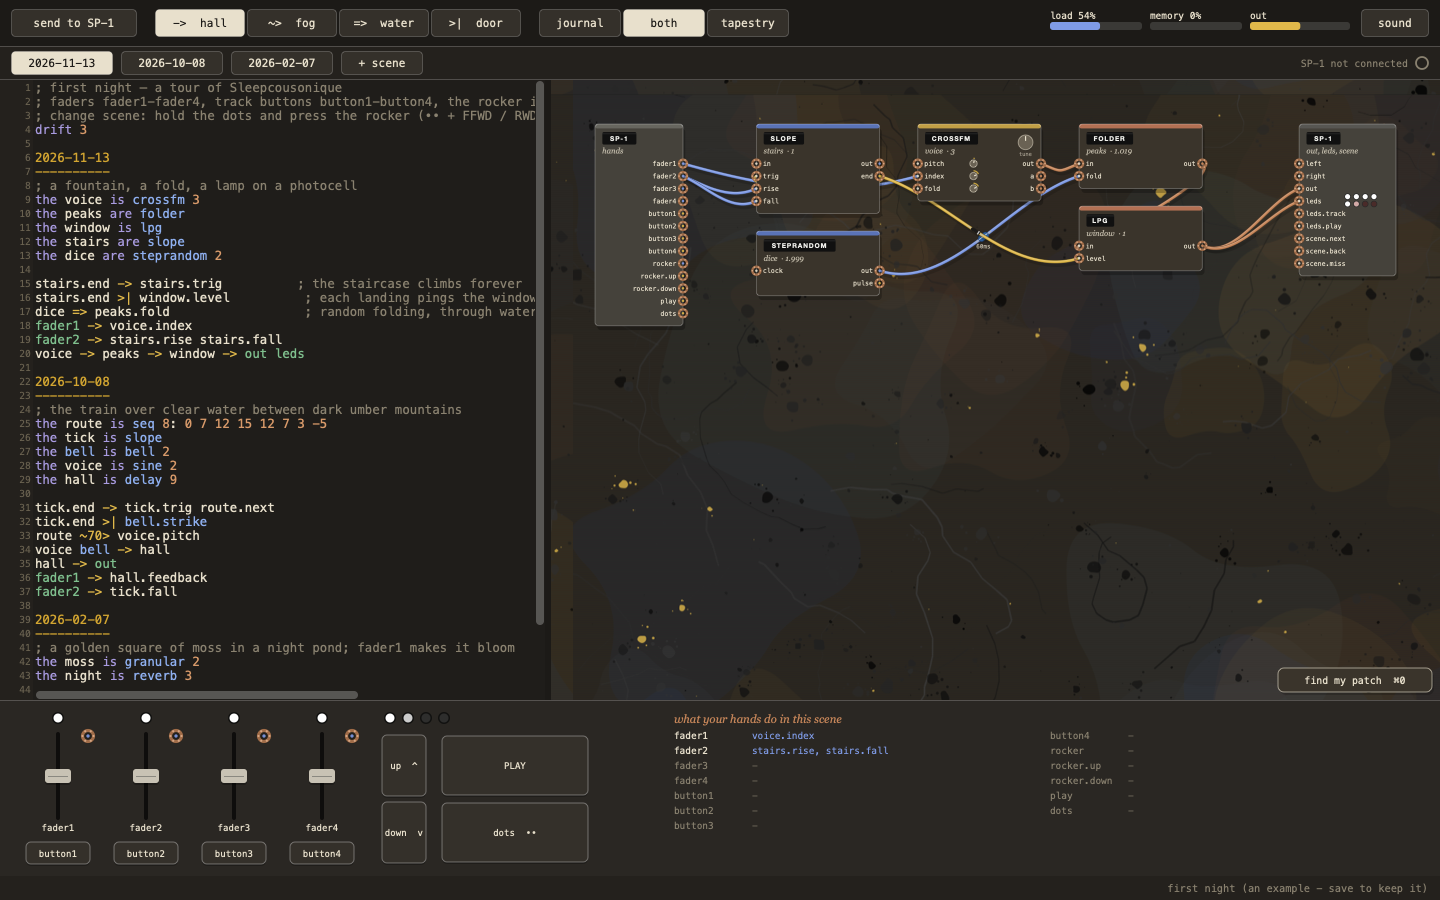 send to SP-1
-> hall
~> fog
=> water
>| door
journal
both
tapestry
load 54%
memory 0%
out
sound
2026-11-13
2026-10-08
2026-02-07
+ scene
SP-1 not connected
1 ; first night — a tour of Sleepcousonique
2 ; faders fader1-fader4, track buttons button1-button4, the rocker i
3 ; change scene: hold the dots and press the rocker (•• + FFWD / RWD
4 drift 3
5
6 2026-11-13
7 ----------
8 ; a fountain, a fold, a lamp on a photocell
9 the voice is crossfm 3
10 the peaks are folder
11 the window is lpg
12 the stairs are slope
13 the dice are steprandom 2
14
15 stairs.end -> stairs.trig ; the staircase climbs forever
16 stairs.end >| window.level ; each landing pings the window
17 dice => peaks.fold ; random folding, through water
18 fader1 -> voice.index
19 fader2 -> stairs.rise stairs.fall
20 voice -> peaks -> window -> out leds
21
22 2026-10-08
23 ----------
24 ; the train over clear water between dark umber mountains
25 the route is seq 8: 0 7 12 15 12 7 3 -5
26 the tick is slope
27 the bell is bell 2
28 the voice is sine 2
29 the hall is delay 9
30
31 tick.end -> tick.trig route.next
32 tick.end >| bell.strike
33 route ~70> voice.pitch
34 voice bell -> hall
35 hall -> out
36 fader1 -> hall.feedback
37 fader2 -> tick.fall
38
39 2026-02-07
40 ----------
41 ; a golden square of moss in a night pond; fader1 makes it bloom
42 the moss is granular 2
43 the night is reverb 3
44
SP-1
hands
fader1
fader2
fader3
fader4
button1
button2
button3
button4
rocker
rocker.up
rocker.down
play
dots
SLOPE
stairs · 1
in out
trig end
rise
fall
STEPRANDOM
dice · 1.999
clock out
pulse
CROSSFM
voice · 3
tune
pitch out
index a
fold b
60ms
FOLDER
peaks · 1.019
in out
fold
LPG
window · 1
in out
level
SP-1
out, leds, scene
left
right
out
leds
leds.track
leds.play
scene.next
scene.back
scene.miss
find my patch ⌘0
fader1
fader2
fader3
fader4
button1
button2
button3
button4
up ^
down v
PLAY
dots ••
what your hands do in this scene
fader1 voice.index
fader2 stairs.rise, stairs.fall
fader3 —
fader4 —
button1 —
button2 —
button3 —
button4 —
rocker —
rocker.up —
rocker.down —
play —
dots —
first night (an example — save to keep it)